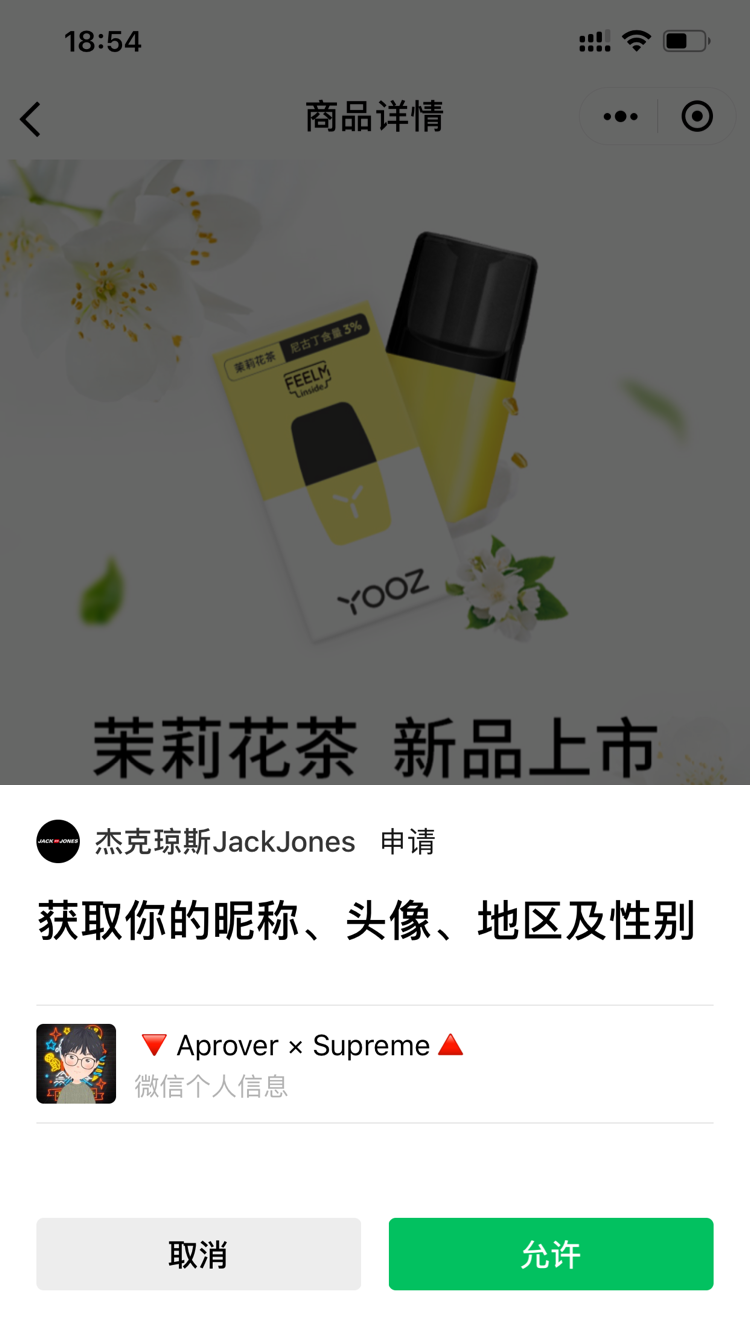 18:54
商品详情
茉莉花茶 尼古丁含量3%
FEELM
inside
YOOZ
茉莉花茶 新品上市
JACK JONES 杰克琼斯JackJones 申请
获取你的昵称、头像、地区及性别
Aprover × Supreme
微信个人信息
取消 允许